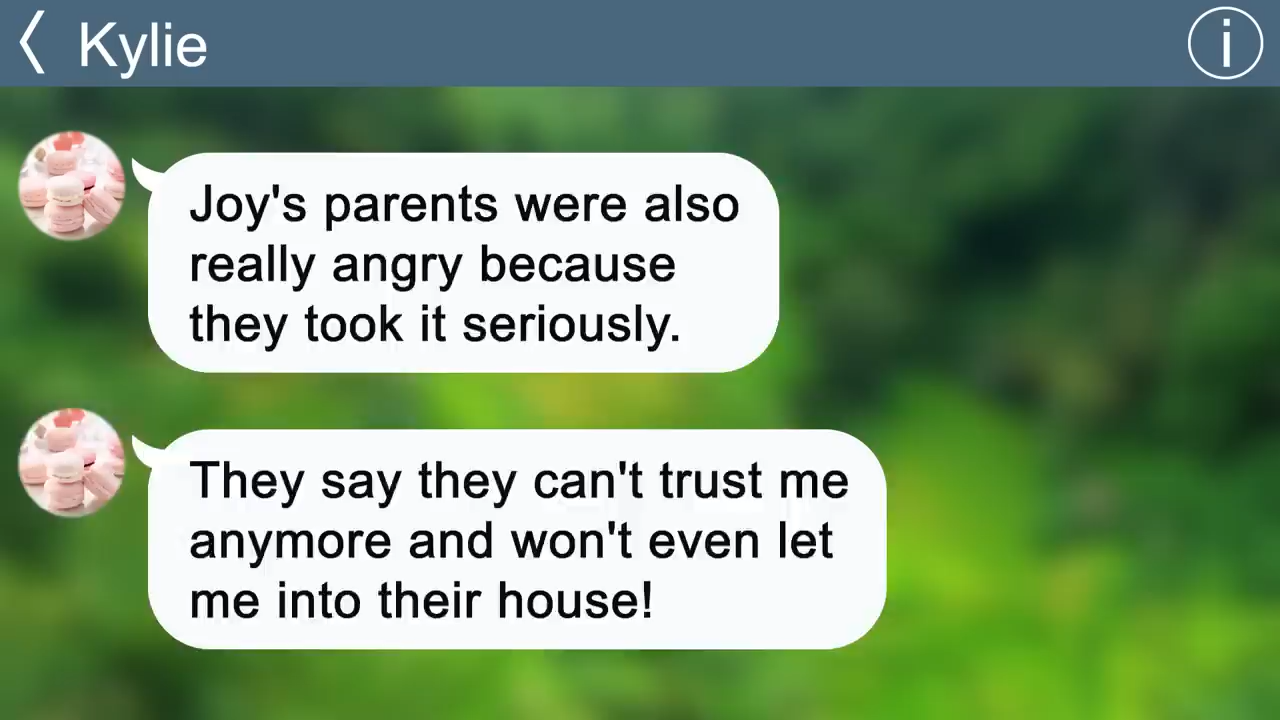 Kylie
Joy's parents were also
really angry because
they took it seriously.
They say they can't trust me
anymore and won't even let
me into their house!